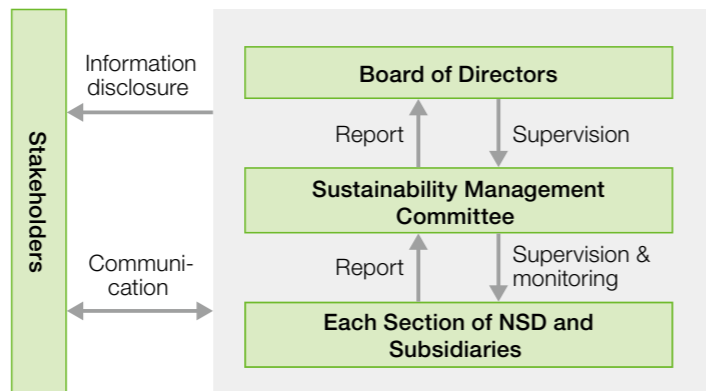 Stakeholders
Information
disclosure
Communi-
cation
Board of Directors
Report
Supervision
Sustainability Management
Committee
Report
Supervision &
monitoring
Each Section of NSD and
Subsidiaries